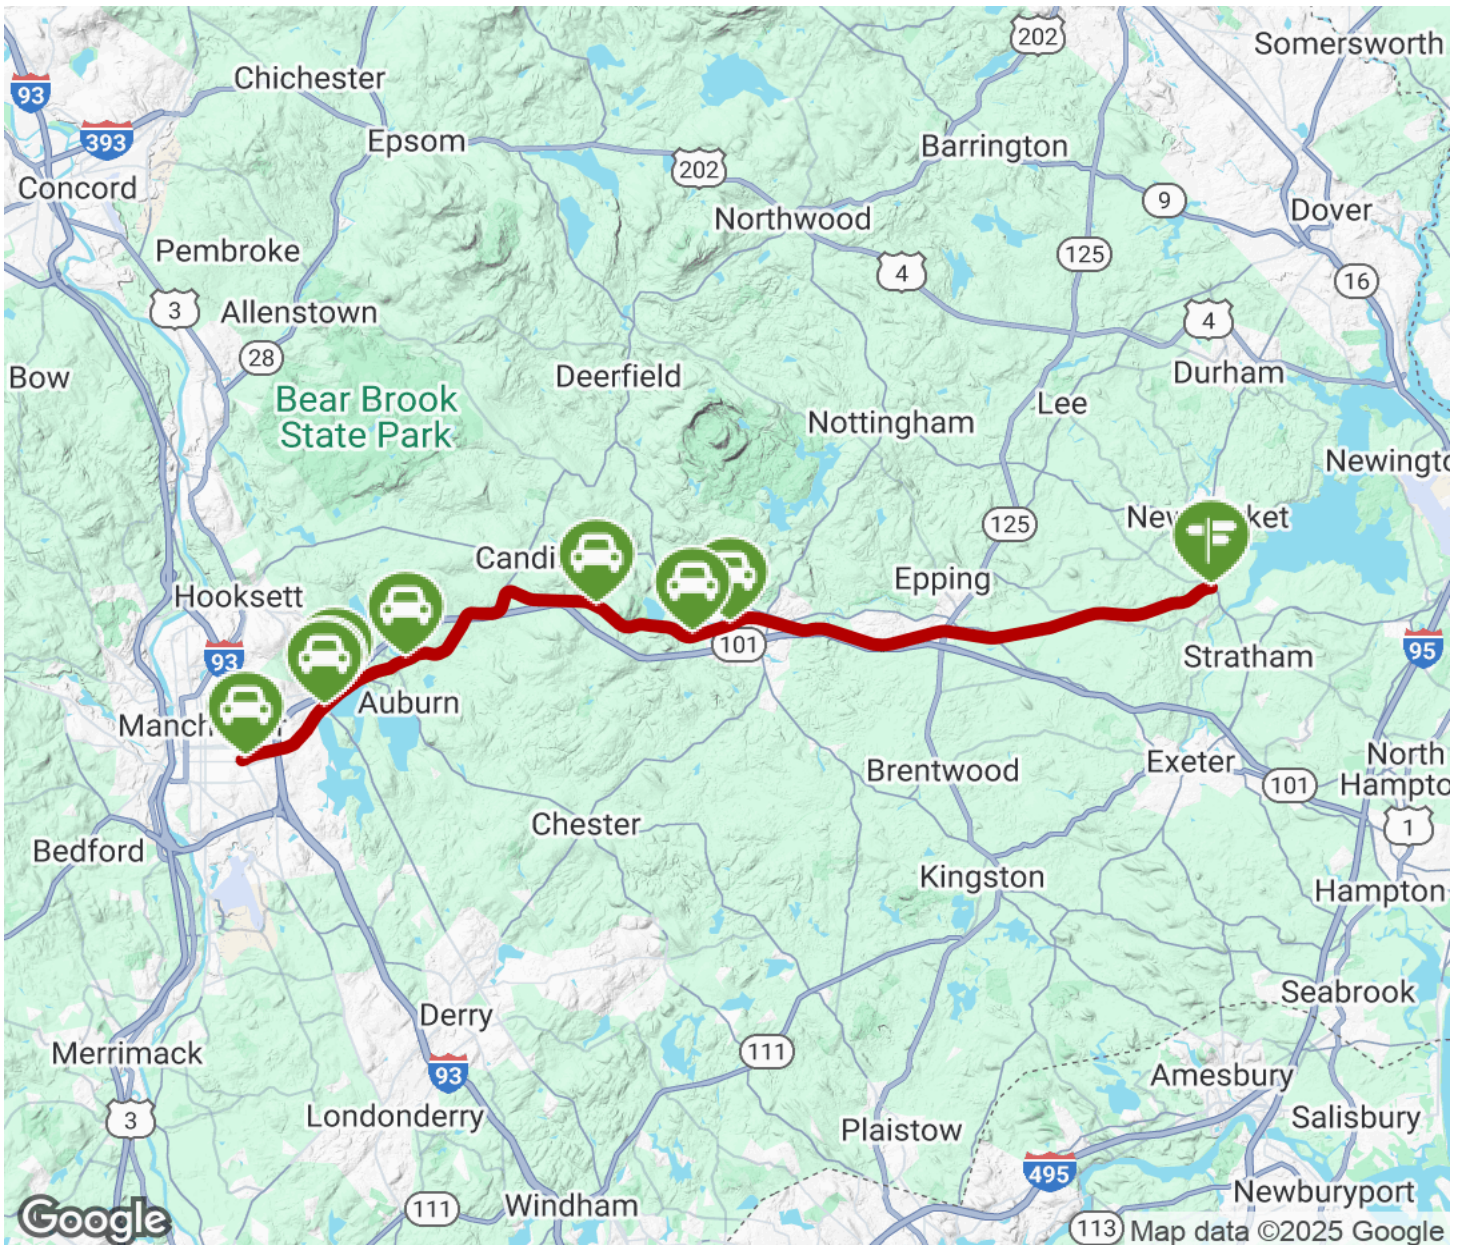 202
Somersworth
93
Chichester
393
Epsom
Barrington
202
Concord
9
Northwood
Dover
Pembroke
125
4
16
3
Allenstown
4
28
Bow
Deerfield
Durham
Bear Brook
State Park
Lee
Nottingham
Newingto
125
Candi
Epping
Hooksett
101
93
Stratham
95
Auburn
Exeter
North
Hampto
Brentwood
101
Chester
1
Bedford
Kingston
Hampton
Seabrook
Derry
111
Merrimack
93
Amesbury
3
Londonderry
Salisbury
Plaistow
495
Newburyport
111
Windham
Google
113
Map data ©2025 Google